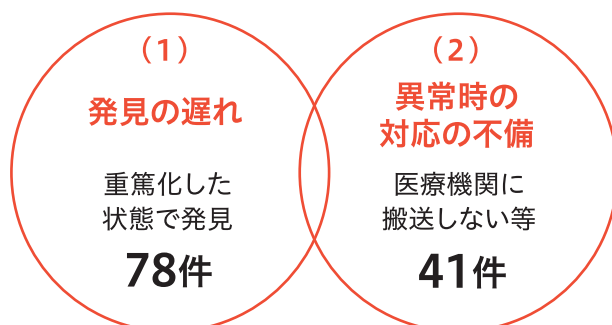 （1）
発見の遅れ
重篤化した
状態で発見
78件
（2）
異常時の
対応の不備
医療機関に
搬送しない等
41件